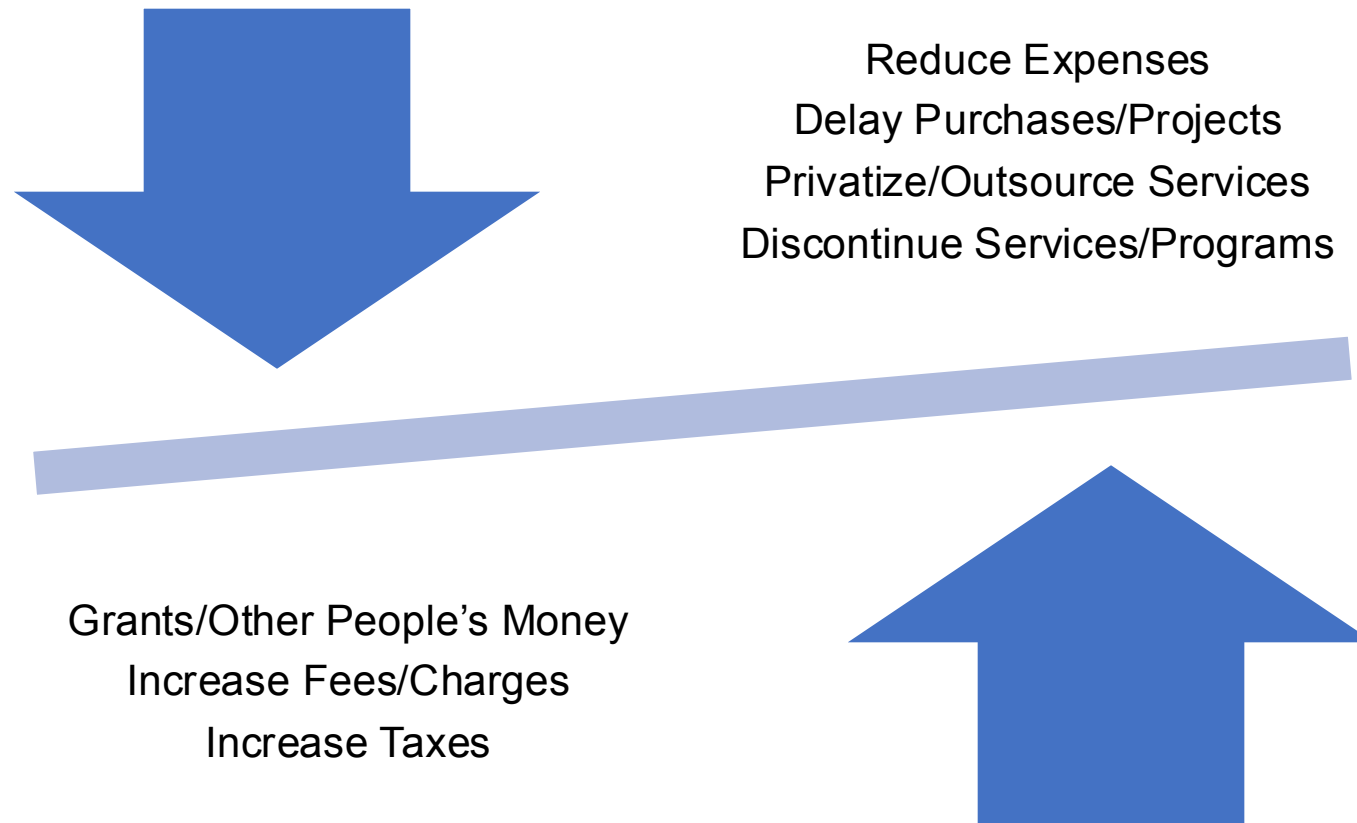 Reduce Expenses
Delay Purchases/Projects
Privatize/Outsource Services
Discontinue Services/Programs
Grants/Other People’s Money
Increase Fees/Charges
Increase Taxes